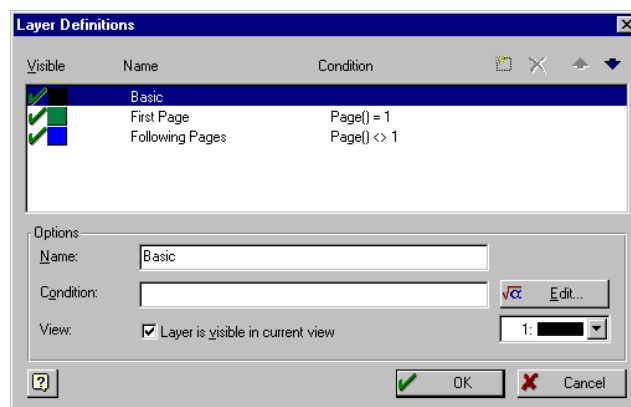 Layer Definitions
Visible Name Condition
Basic
First Page Page() = 1
Following Pages Page() <> 1
Options
Name: Basic
Condition: √α Edit...
View: Layer is visible in current view 1:
? OK Cancel